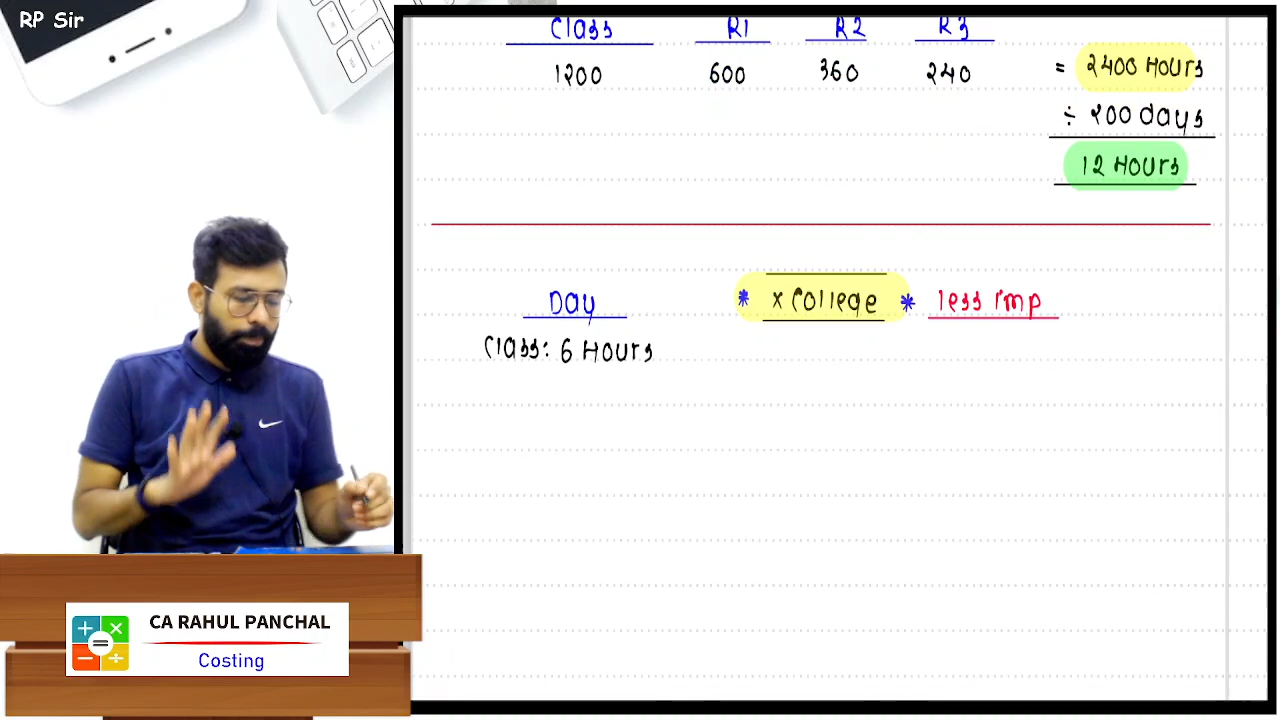 RP Sir
Class R1 R2 R3
1200 600 360 240 = 2400 Hours
÷ 200 days
12 Hours
Day * x College * less imp
Class: 6 Hours
CA RAHUL PANCHAL
Costing